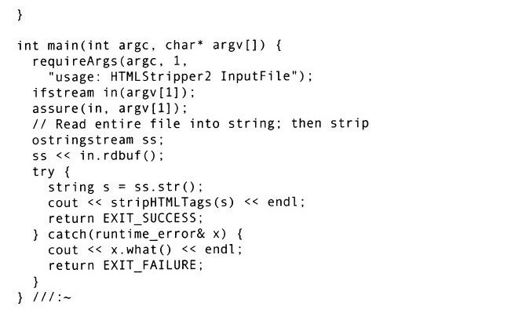 }
int main(int argc, char* argv[]) {
  requireArgs(argc, 1,
    "usage: HTMLStripper2 InputFile");
  ifstream in(argv[1]);
  assure(in, argv[1]);
  // Read entire file into string; then strip
  ostringstream ss;
  ss << in.rdbuf();
  try {
    string s = ss.str();
    cout << stripHTMLTags(s) << endl;
    return EXIT_SUCCESS;
  } catch(runtime_error& x) {
    cout << x.what() << endl;
    return EXIT_FAILURE;
  }
} ///:~